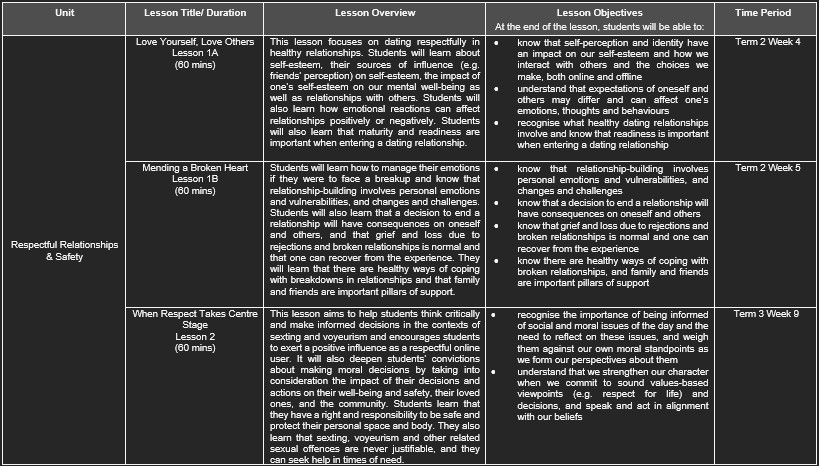 Unit
Lesson Title/ Duration
Lesson Overview
Lesson Objectives
At the end of the lesson, students will be able to:
Time Period
Respectful Relationships
& Safety
Love Yourself, Love Others
Lesson 1A
(60 mins)
This lesson focuses on dating respectfully in
healthy relationships. Students will learn about
self-esteem, their sources of influence (e.g.
friends' perception) on self-esteem, the impact of
one's self-esteem on our mental well-being as
well as relationships with others. Students will
also learn how emotional reactions can affect
relationships positively or negatively. Students
will also learn that maturity and readiness are
important when entering a dating relationship.
• know that self-perception and identity have
an impact on our self-esteem and how we
interact with others and the choices we
make, both online and offline
• understand that expectations of oneself and
others may differ and can affect one's
emotions, thoughts and behaviours
• recognise what healthy dating relationships
involve and know that readiness is important
when entering a dating relationship
Term 2 Week 4
Mending a Broken Heart
Lesson 1B
(60 mins)
Students will learn how to manage their emotions
if they were to face a breakup and know that
relationship-building involves personal emotions
and vulnerabilities, and changes and challenges.
Students will also learn that a decision to end a
relationship will have consequences on oneself
and others, and that grief and loss due to
rejections and broken relationships is normal and
that one can recover from the experience. They
will learn that there are healthy ways of coping
with breakdowns in relationships and that family
and friends are important pillars of support.
• know that relationship-building involves
personal emotions and vulnerabilities, and
changes and challenges
• know that a decision to end a relationship will
have consequences on oneself and others
• know that grief and loss due to rejections and
broken relationships is normal and one can
recover from the experience
• know there are healthy ways of coping with
broken relationships, and family and friends
are important pillars of support
Term 2 Week 5
When Respect Takes Centre
Stage
Lesson 2
(60 mins)
This lesson aims to help students think critically
and make informed decisions in the contexts of
sexting and voyeurism and encourages students
to exert a positive influence as a respectful online
user. It will also deepen students' convictions
about making moral decisions by taking into
consideration the impact of their decisions and
actions on their well-being and safety, their loved
ones, and the community. Students learn that
they have a right and responsibility to be safe and
protect their personal space and body. They also
learn that sexting, voyeurism and other related
sexual offences are never justifiable, and they
can seek help in times of need.
• recognise the importance of being informed
of social and moral issues of the day and the
need to reflect on these issues, and weigh
them against our own moral standpoints as
we form our perspectives about them
• understand that we strengthen our character
when we commit to sound values-based
viewpoints (e.g. respect for life) and
decisions, and speak and act in alignment
with our beliefs
Term 3 Week 9